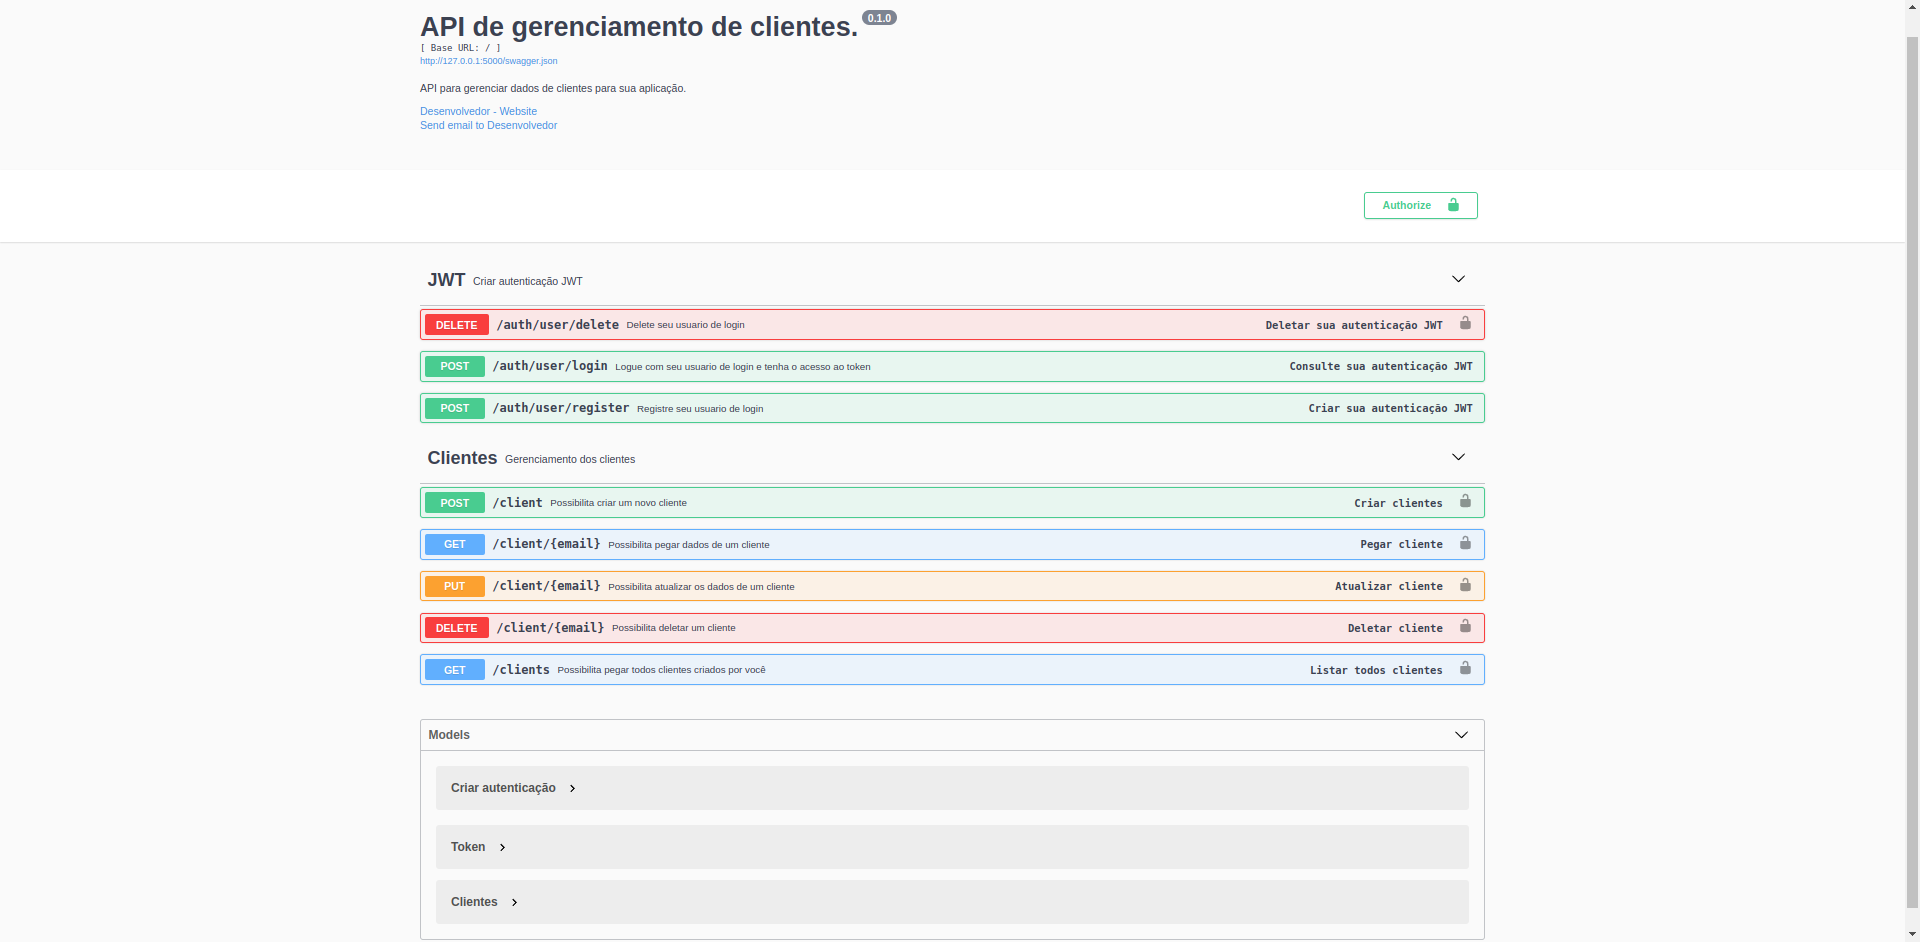 API de gerenciamento de clientes. 0.1.0
[ Base URL: / ]
http://127.0.0.1:5000/swagger.json
API para gerenciar dados de clientes para sua aplicação.
Desenvolvedor - Website
Send email to Desenvolvedor
Authorize
JWT Criar autenticação JWT
DELETE /auth/user/delete Delete seu usuario de login Deletar sua autenticação JWT
POST /auth/user/login Logue com seu usuario de login e tenha o acesso ao token Consulte sua autenticação JWT
POST /auth/user/register Registre seu usuario de login Criar sua autenticação JWT
Clientes Gerenciamento dos clientes
POST /client Possibilita criar um novo cliente Criar clientes
GET /client/{email} Possibilita pegar dados de um cliente Pegar cliente
PUT /client/{email} Possibilita atualizar os dados de um cliente Atualizar cliente
DELETE /client/{email} Possibilita deletar um cliente Deletar cliente
GET /clients Possibilita pegar todos clientes criados por você Listar todos clientes
Models
Criar autenticação
Token
Clientes